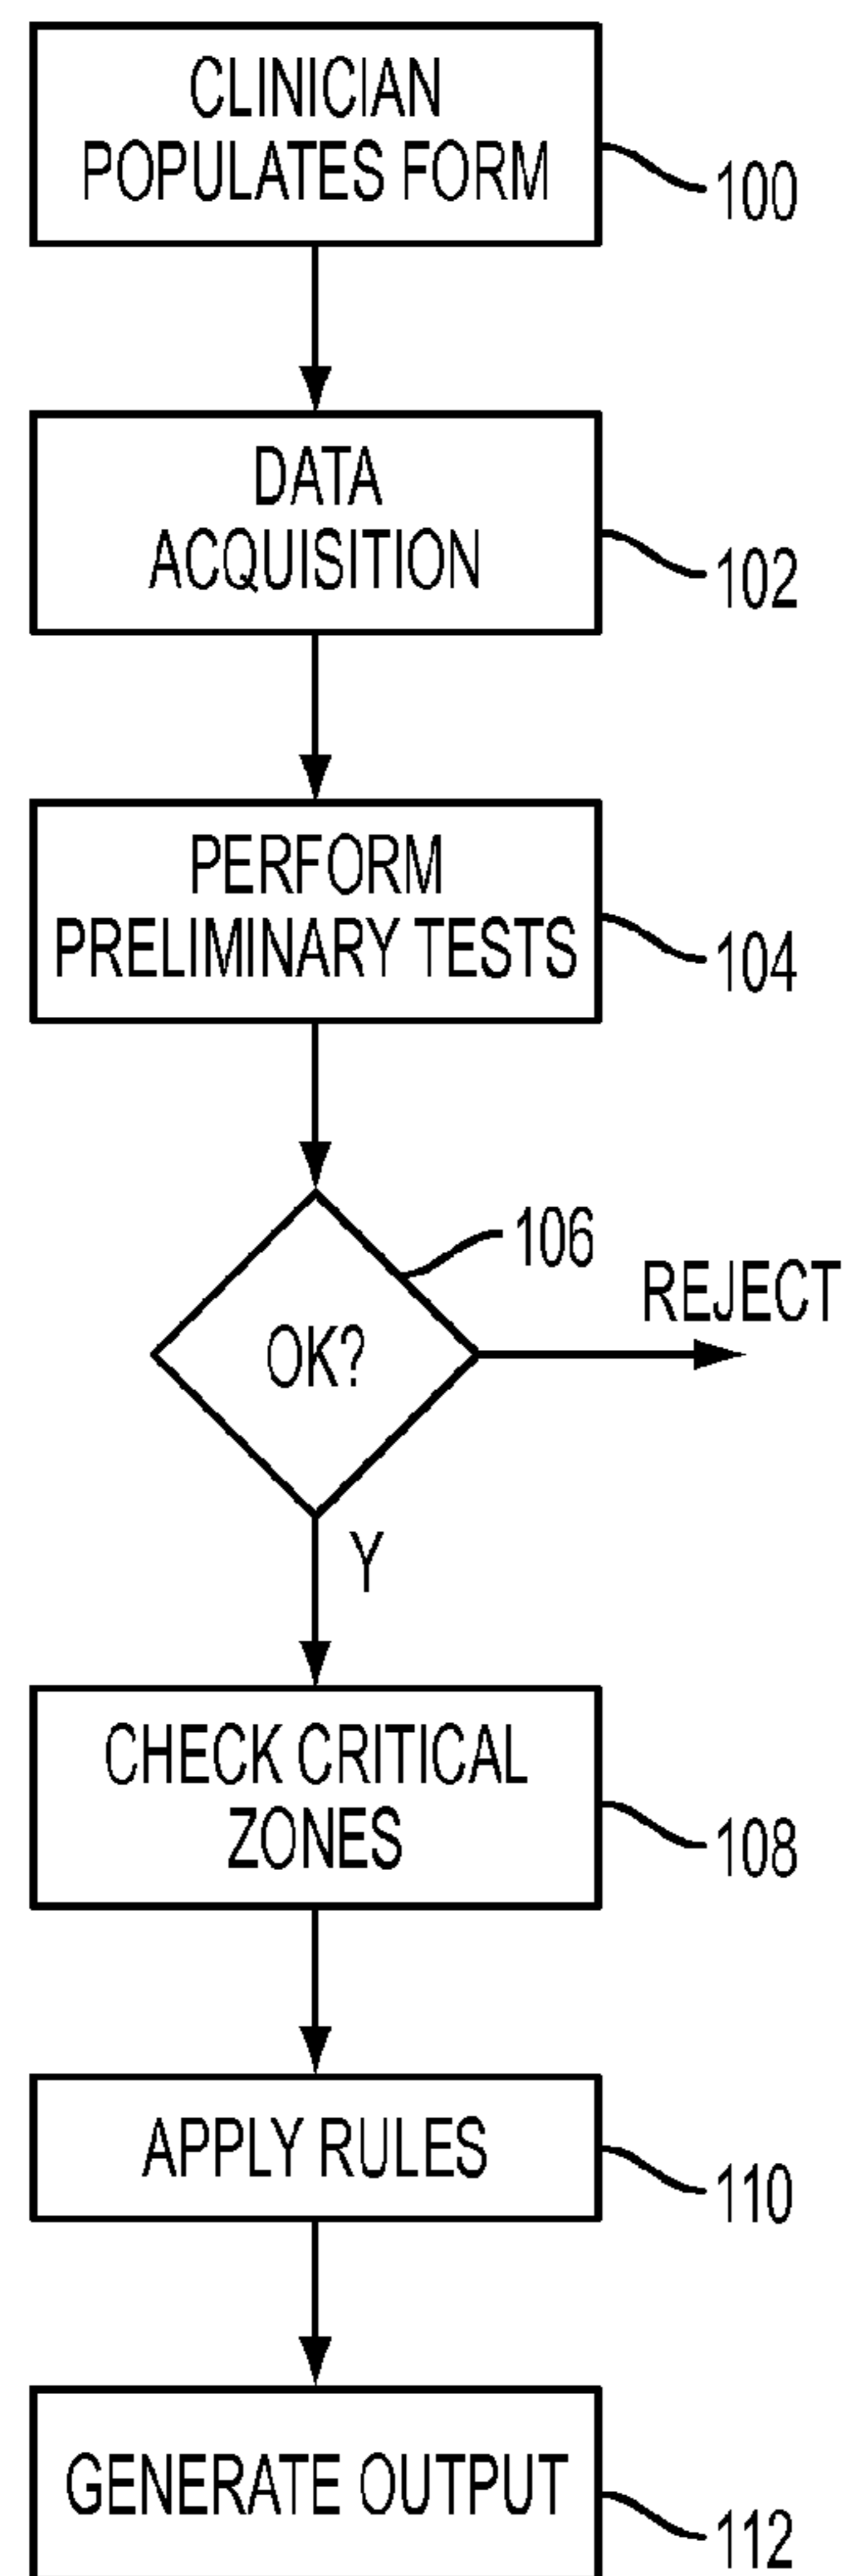 CLINICIAN
POPULATES FORM
100
DATA
ACQUISITION
102
PERFORM
PRELIMINARY TESTS
104
106
REJECT
OK?
Y
CHECK CRITICAL
ZONES
108
APPLY RULES
110
GENERATE OUTPUT
112